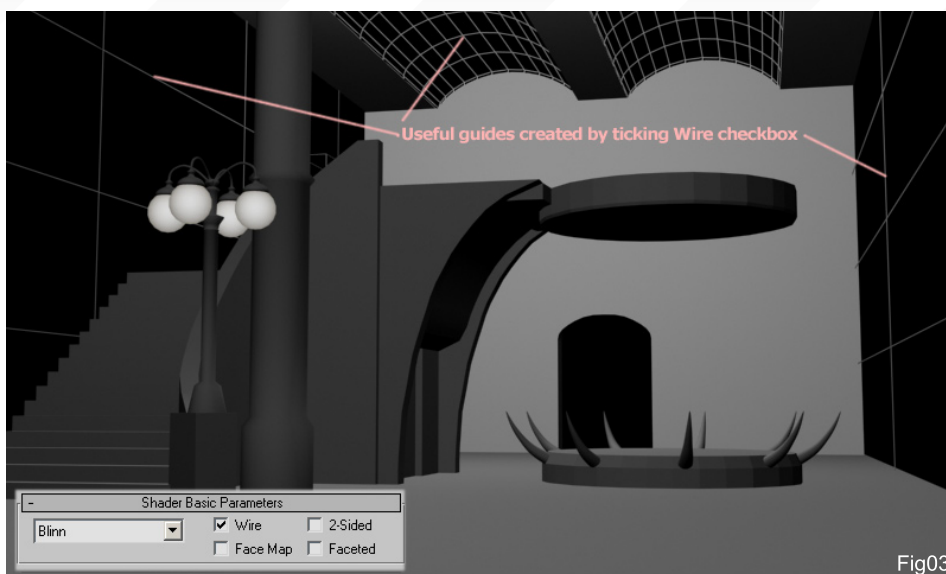 Useful guides created by ticking Wire checkbox
- Shader Basic Parameters
Blinn Wire 2-Sided
Face Map Faceted
Fig03